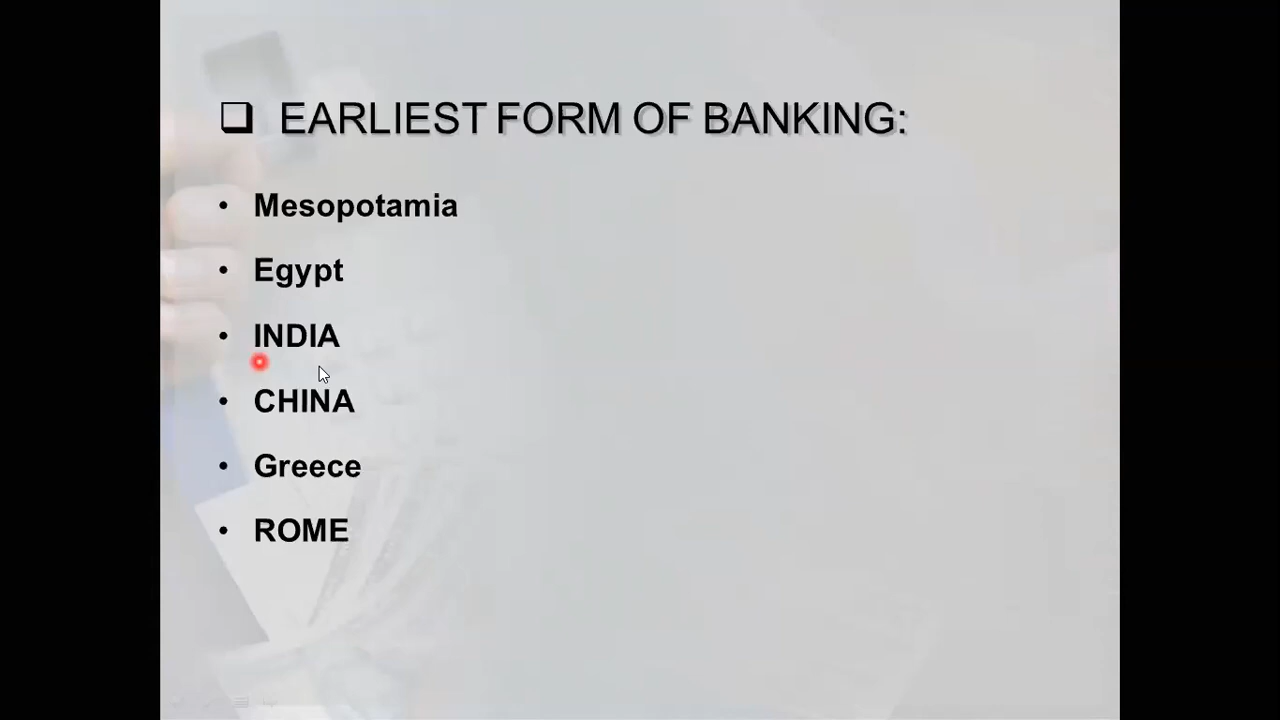 ❑ EARLIEST FORM OF BANKING:
• Mesopotamia
• Egypt
• INDIA
• CHINA
• Greece
• ROME